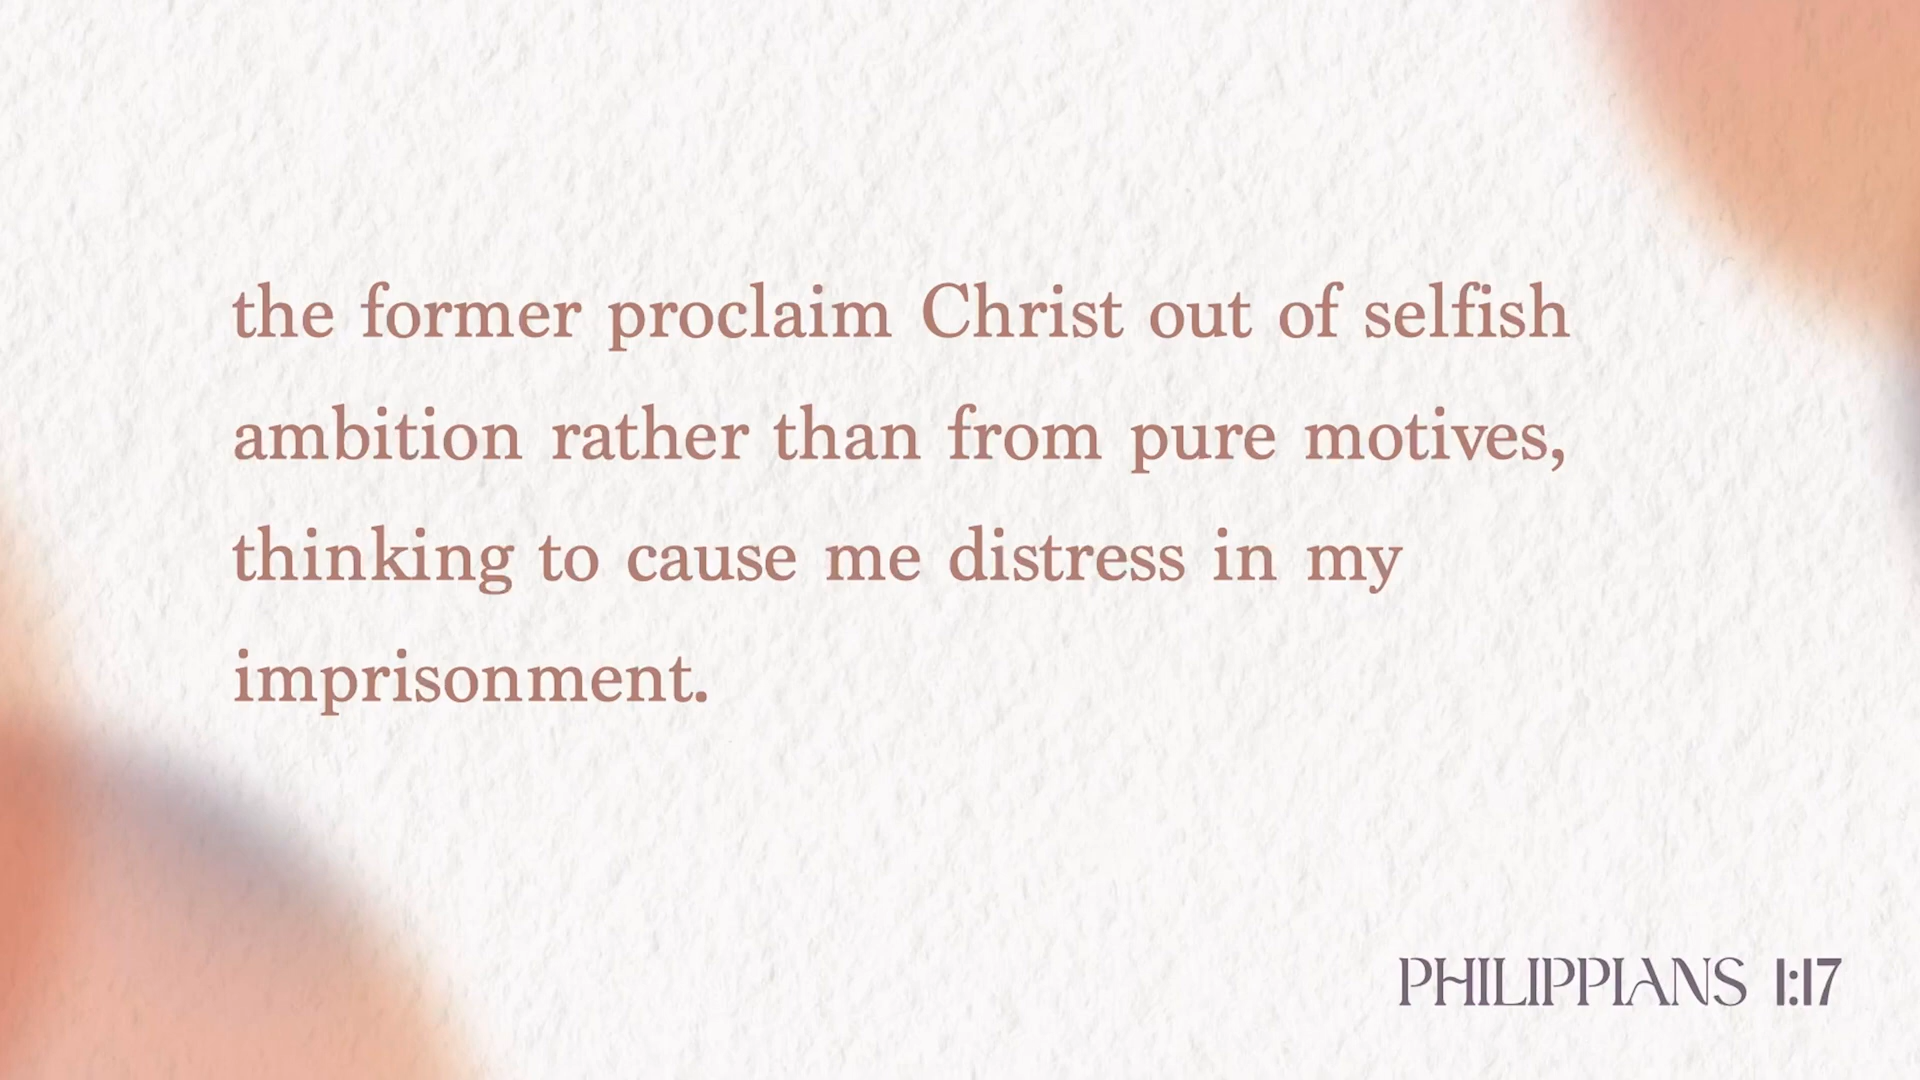 the former proclaim Christ out of selfish
ambition rather than from pure motives,
thinking to cause me distress in my
imprisonment.
PHILIPPIANS 1:17